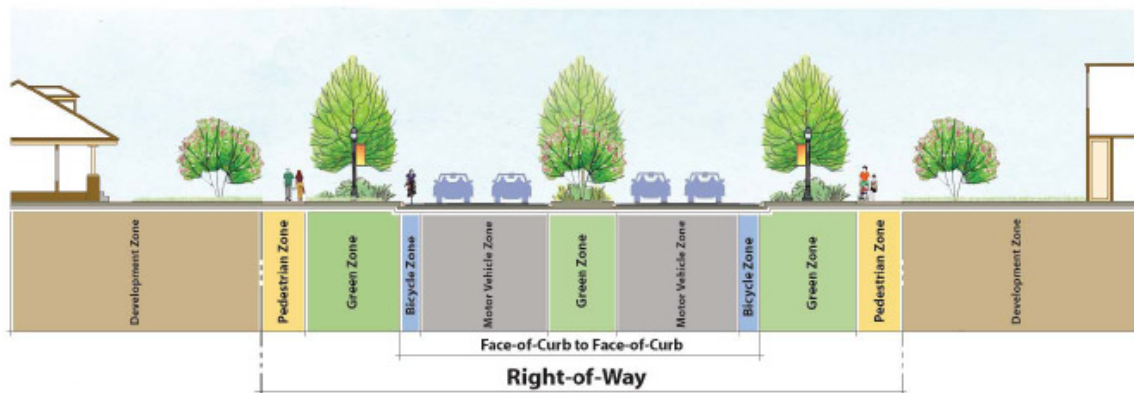 Development Zone
Pedestrian Zone
Green Zone
Bicycle Zone
Motor Vehicle Zone
Green Zone
Motor Vehicle Zone
Bicycle Zone
Green Zone
Pedestrian Zone
Development Zone
Face-of-Curb to Face-of-Curb
Right-of-Way